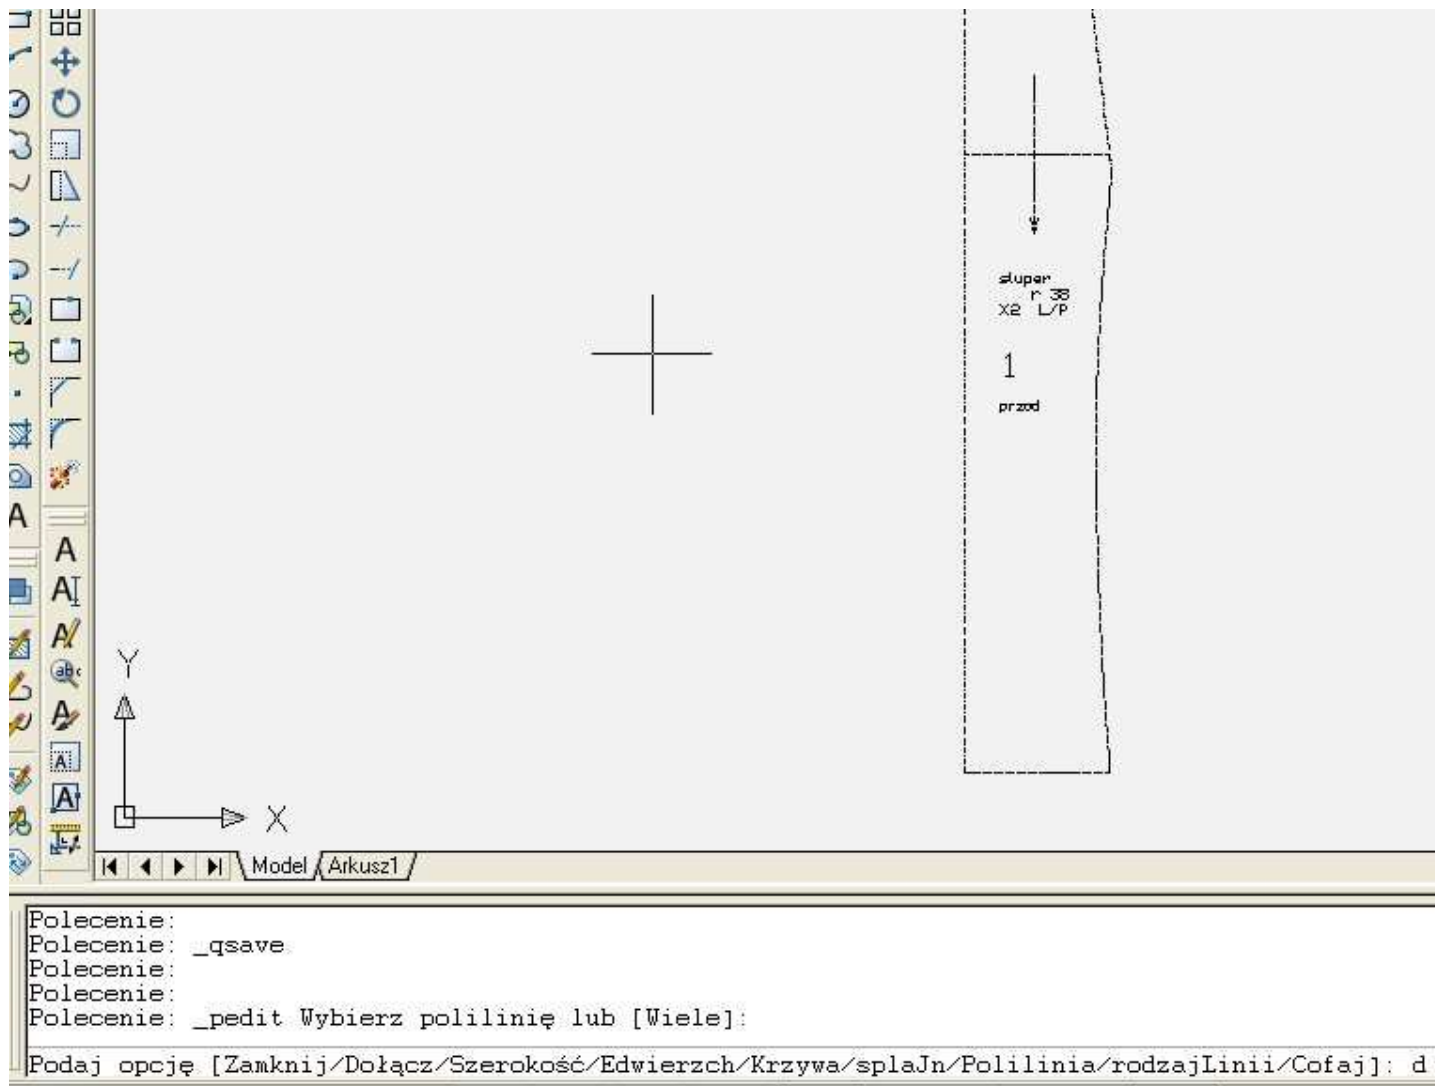 sluper
r 38
X2 L/P
1
przod
Y
X
Model
Arkusz1
Polecenie:
Polecenie: _qsave
Polecenie:
Polecenie:
Polecenie: _pedit Wybierz polilinię lub [Wiele]:
Podaj opcję [Zamknij/Dołącz/Szerokość/Edwierzch/Krzywa/splaJn/Polilinia/rodzajLinii/Cofaj]: d